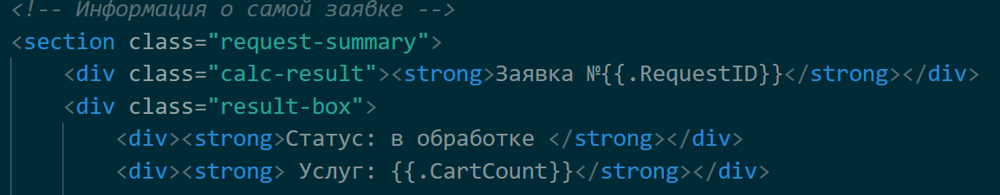 <!-- Информация о самой заявке -->
<section class="request-summary">
<div class="calc-result"><strong>Заявка №{{.RequestID}}</strong></div>
<div class="result-box">
<div><strong>Статус: в обработке </strong></div>
<div><strong> Услуг: {{.CartCount}}</strong></div>